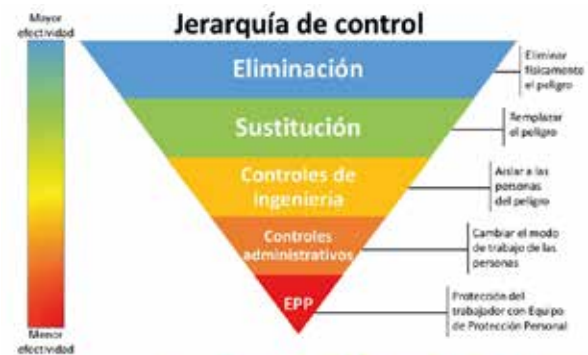 Jerarquía de control
Mayor
efectividad
Eliminación
Eliminar
físicamente
el peligro
Sustitución
Remplazar
el peligro
Controles de
ingeniería
Aislar a las
personas
del peligro
Controles
administrativos
Cambiar el modo
de trabajo de las
personas
EPP
Protección del
trabajador con Equipo
de Protección Personal
Menor
efectividad